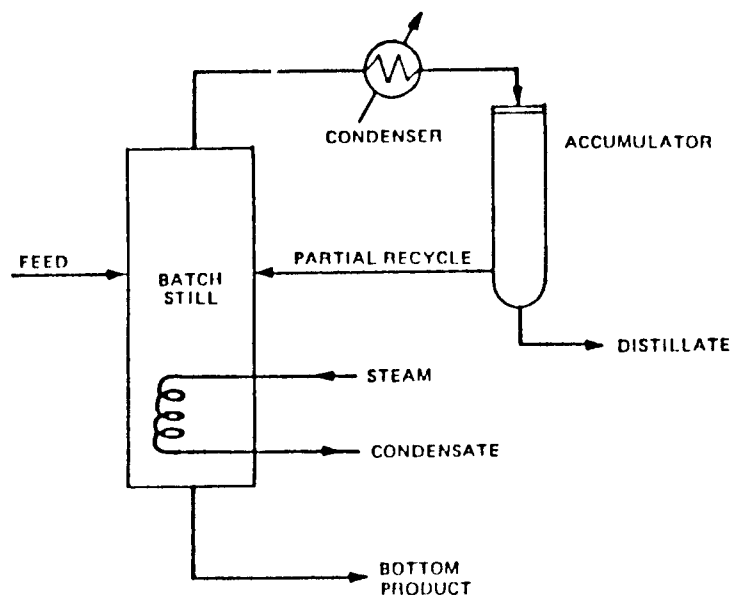 CONDENSER
ACCUMULATOR
FEED
PARTIAL RECYCLE
BATCH
STILL
DISTILLATE
STEAM
CONDENSATE
BOTTOM
PRODUCT